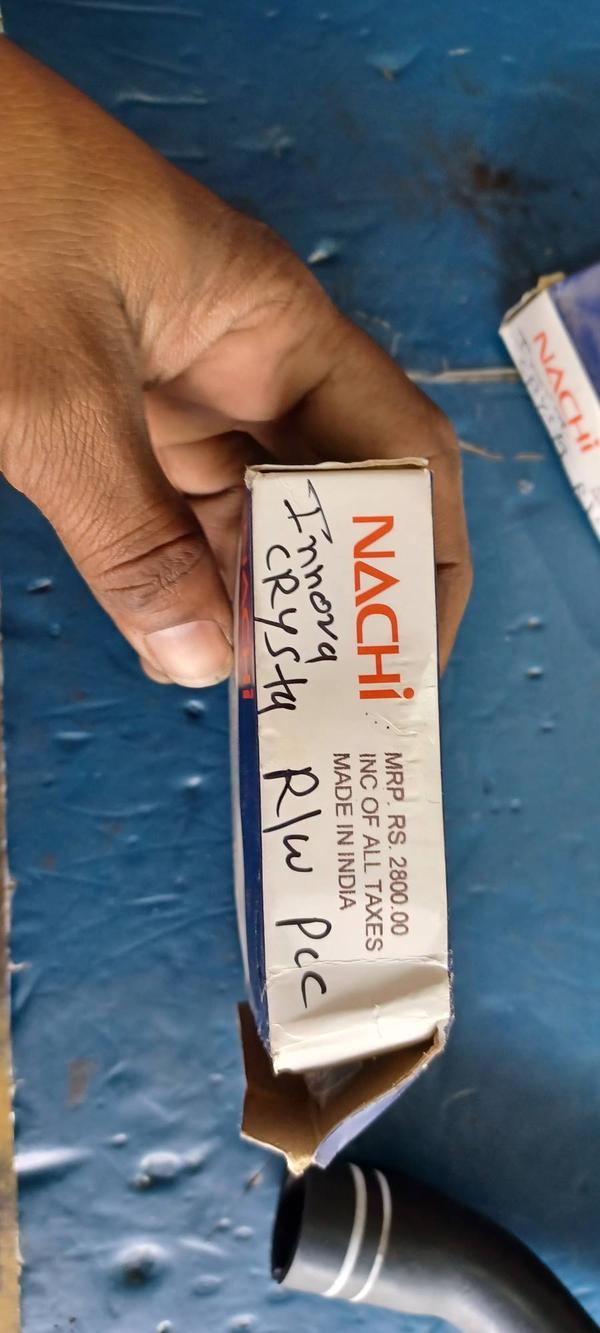 NACHi
MRP. RS. 2800.00
INC OF ALL TAXES
MADE IN INDIA
Innova
CRYSTA R/W PCC
NACHi